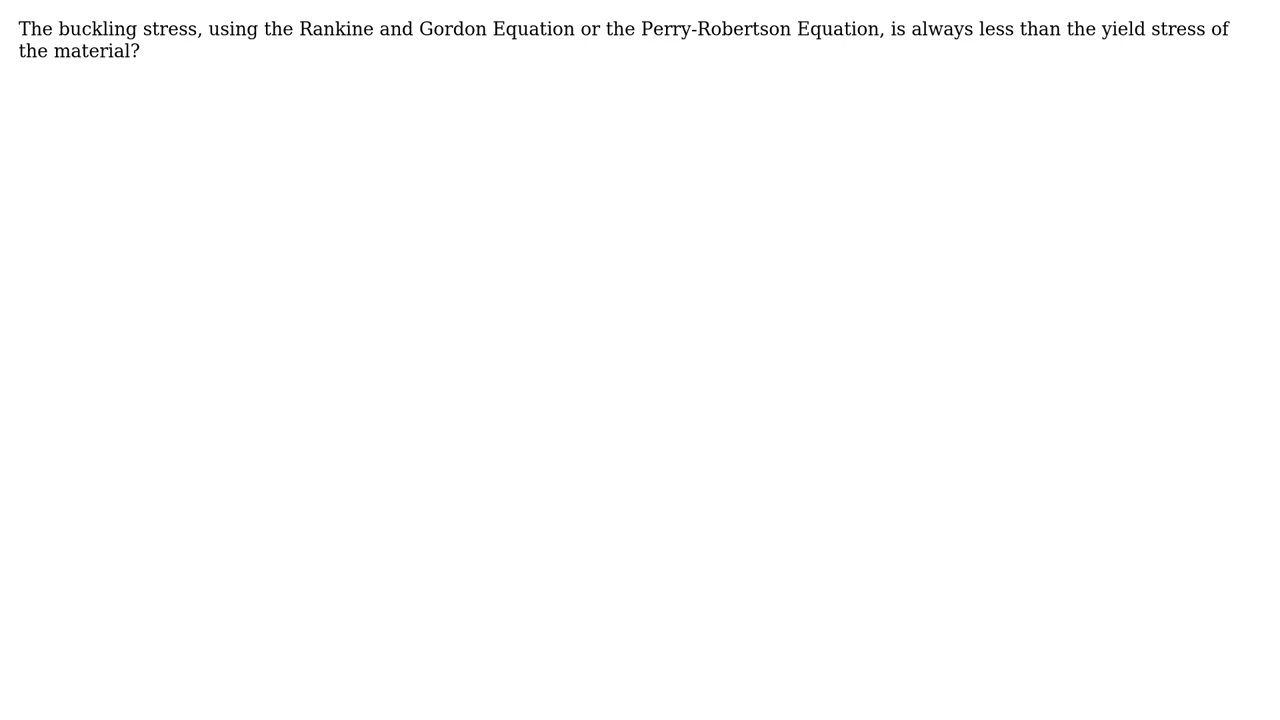 The buckling stress, using the Rankine and Gordon Equation or the Perry-Robertson Equation, is always less than the yield stress of
the material?